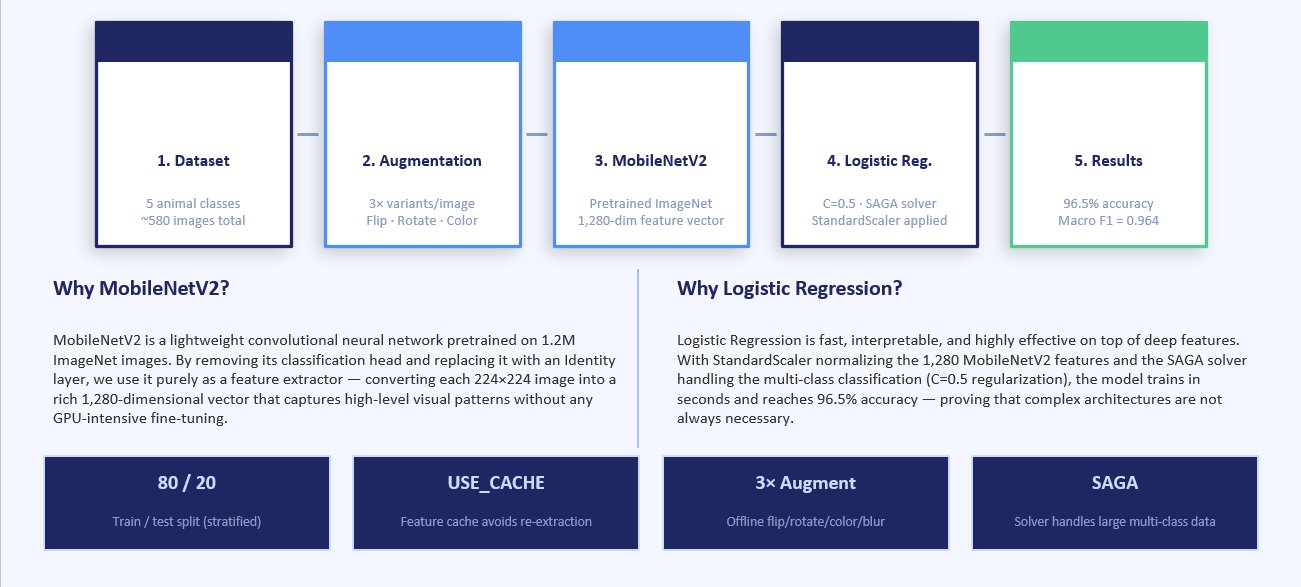 1. Dataset
5 animal classes
~580 images total
2. Augmentation
3× variants/image
Flip · Rotate · Color
3. MobileNetV2
Pretrained ImageNet
1,280-dim feature vector
4. Logistic Reg.
C=0.5 · SAGA solver
StandardScaler applied
5. Results
96.5% accuracy
Macro F1 = 0.964
Why MobileNetV2?
MobileNetV2 is a lightweight convolutional neural network pretrained on 1.2M
ImageNet images. By removing its classification head and replacing it with an Identity
layer, we use it purely as a feature extractor — converting each 224×224 image into a
rich 1,280-dimensional vector that captures high-level visual patterns without any
GPU-intensive fine-tuning.
Why Logistic Regression?
Logistic Regression is fast, interpretable, and highly effective on top of deep features.
With StandardScaler normalizing the 1,280 MobileNetV2 features and the SAGA solver
handling the multi-class classification (C=0.5 regularization), the model trains in
seconds and reaches 96.5% accuracy — proving that complex architectures are not
always necessary.
80 / 20
Train / test split (stratified)
USE_CACHE
Feature cache avoids re-extraction
3× Augment
Offline flip/rotate/color/blur
SAGA
Solver handles large multi-class data